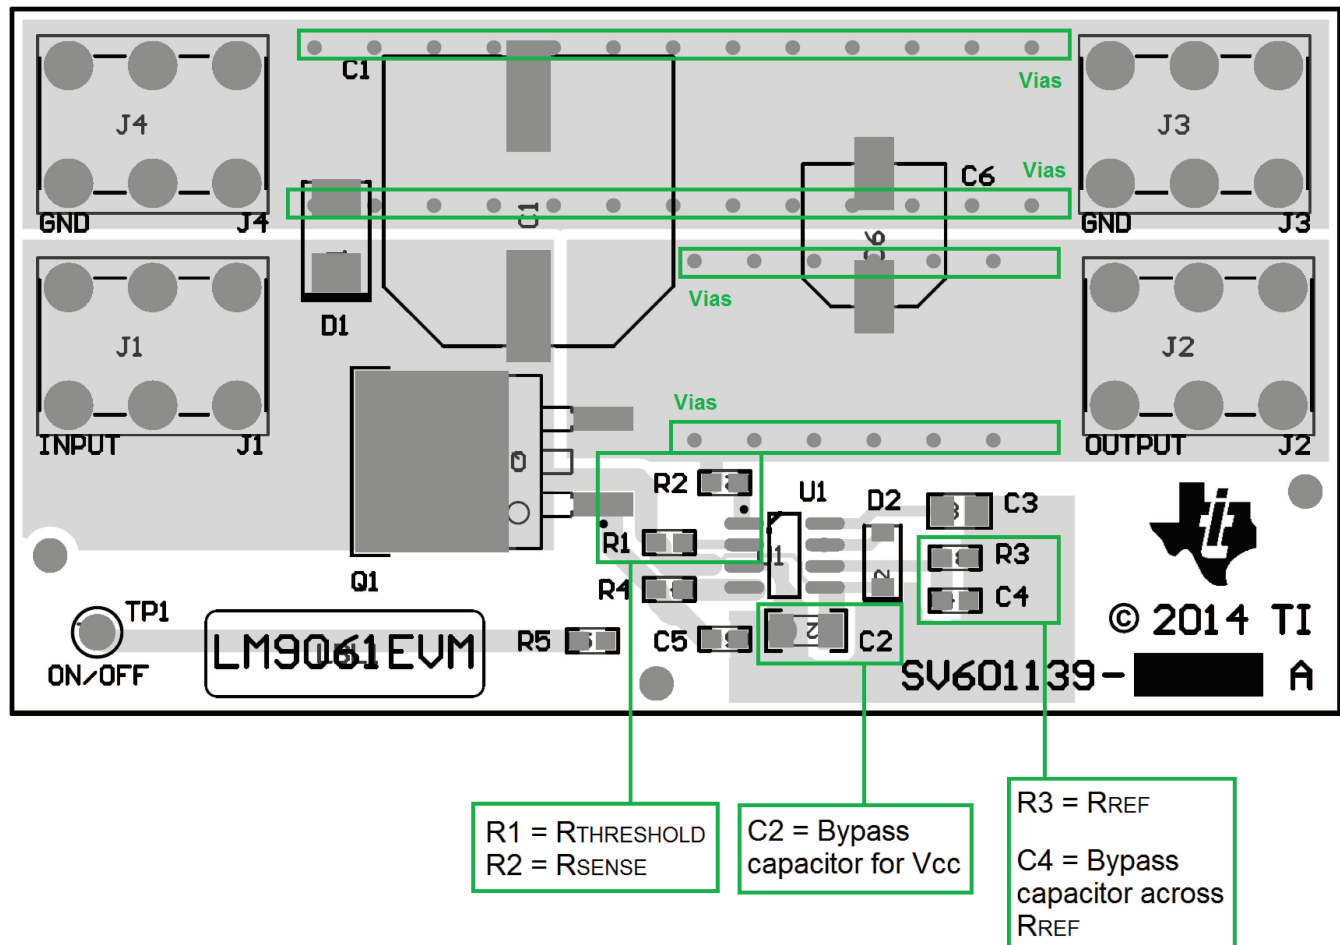 C1
Vias
J4
J3
C6
Vias
GND
J4
C1
GND
J3
C6
Vias
D1
J1
J2
Vias
INPUT
J1
OUTPUT
J2
R2
U1
D2
C3
R1
R3
Q1
R4
C4
TP1
ON/OFF
LM9061EVM
R5
C5
C2
© 2014 TI
SV601139-
A
R1 = RTHRESHOLD
R2 = RSENSE
C2 = Bypass
capacitor for Vcc
R3 = RREF
C4 = Bypass
capacitor across
RREF